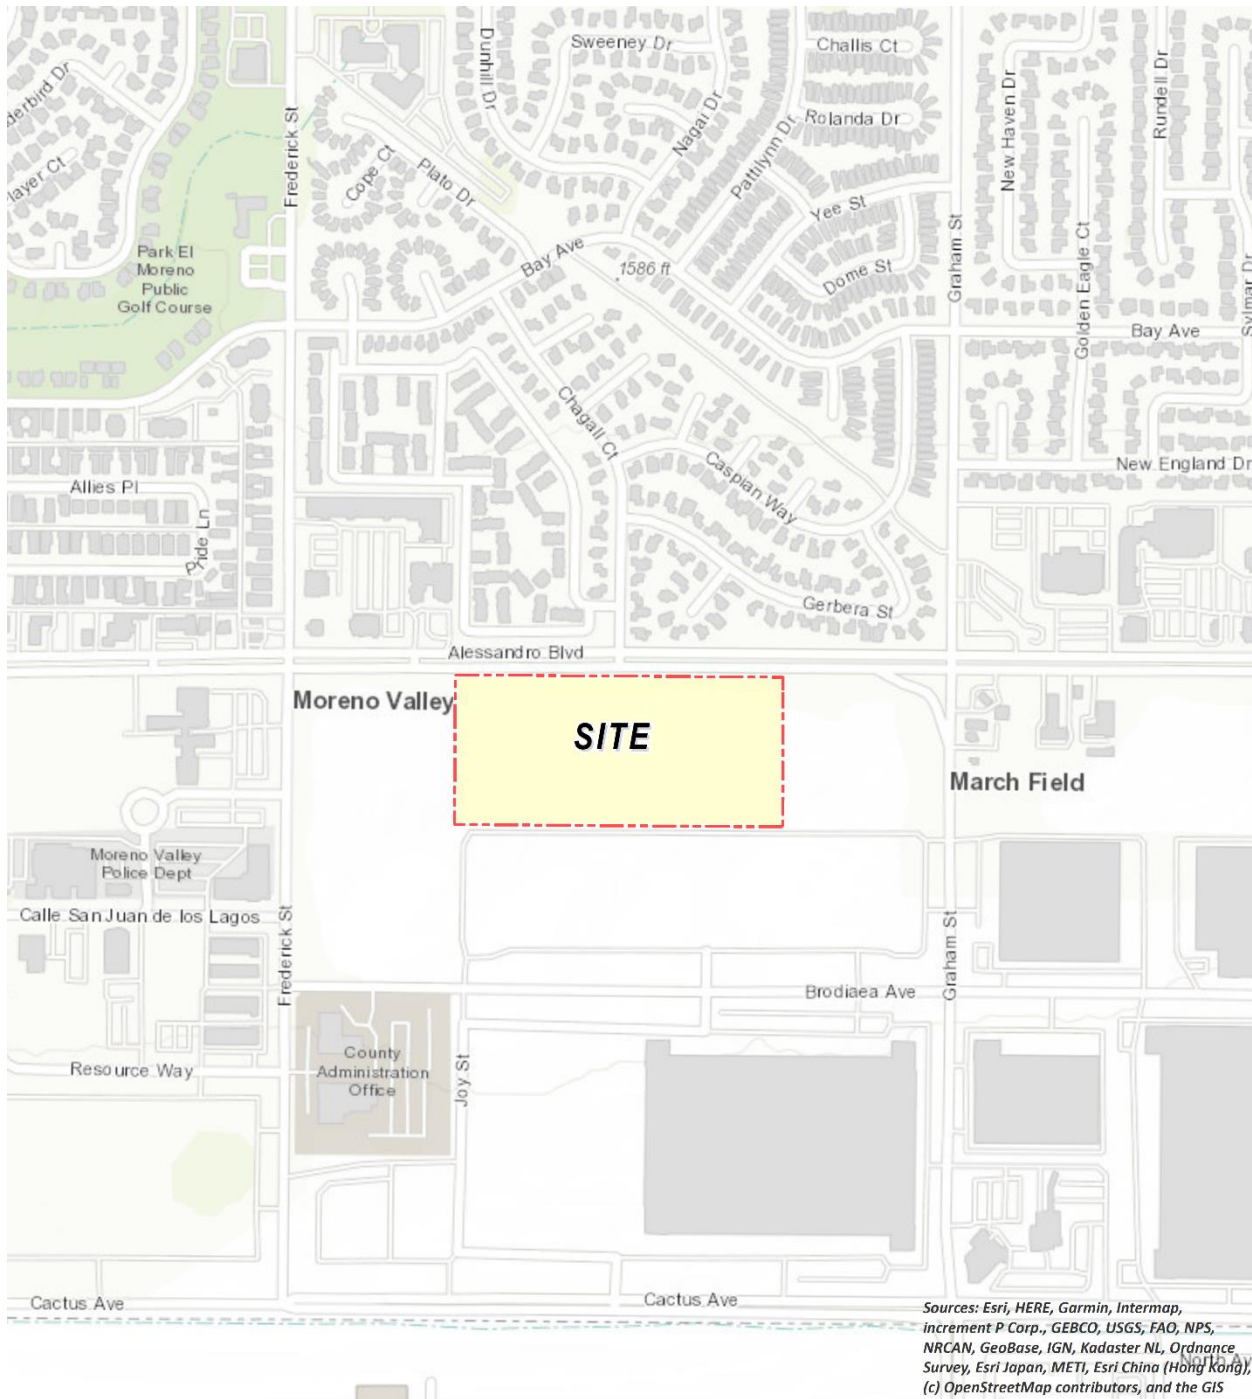 Sweeney Dr
Challis Ct
Dunhill Dr
derbird Dr
Nagai Dr
New Haven Dr
Rundell Dr
Frederick St
Rolanda Dr
Pattilynn Dr
layer Ct
Cope Ct
Plato Dr
Yee St
Graham St
Golden Eagle Ct
Bay Ave
1586 ft
Dome St
Park El
Moreno
Public
Golf Course
Sylmar Dr
Bay Ave
Chagall Ct
Caspian Way
New England Dr
Allies Pl
Pride Ln
Gerbera St
Alessandro Blvd
Moreno Valley
SITE
March Field
Moreno Valley
Police Dept
Calle San Juan de los Lagos
Frederick St
Graham St
Brodiaea Ave
County
Administration
Office
Resource Way
Joy St
Cactus Ave
Cactus Ave
North Av
Sources: Esri, HERE, Garmin, Intermap,
increment P Corp., GEBCO, USGS, FAO, NPS,
NRCAN, GeoBase, IGN, Kadaster NL, Ordnance
Survey, Esri Japan, METI, Esri China (Hong Kong),
(c) OpenStreetMap contributors, and the GIS